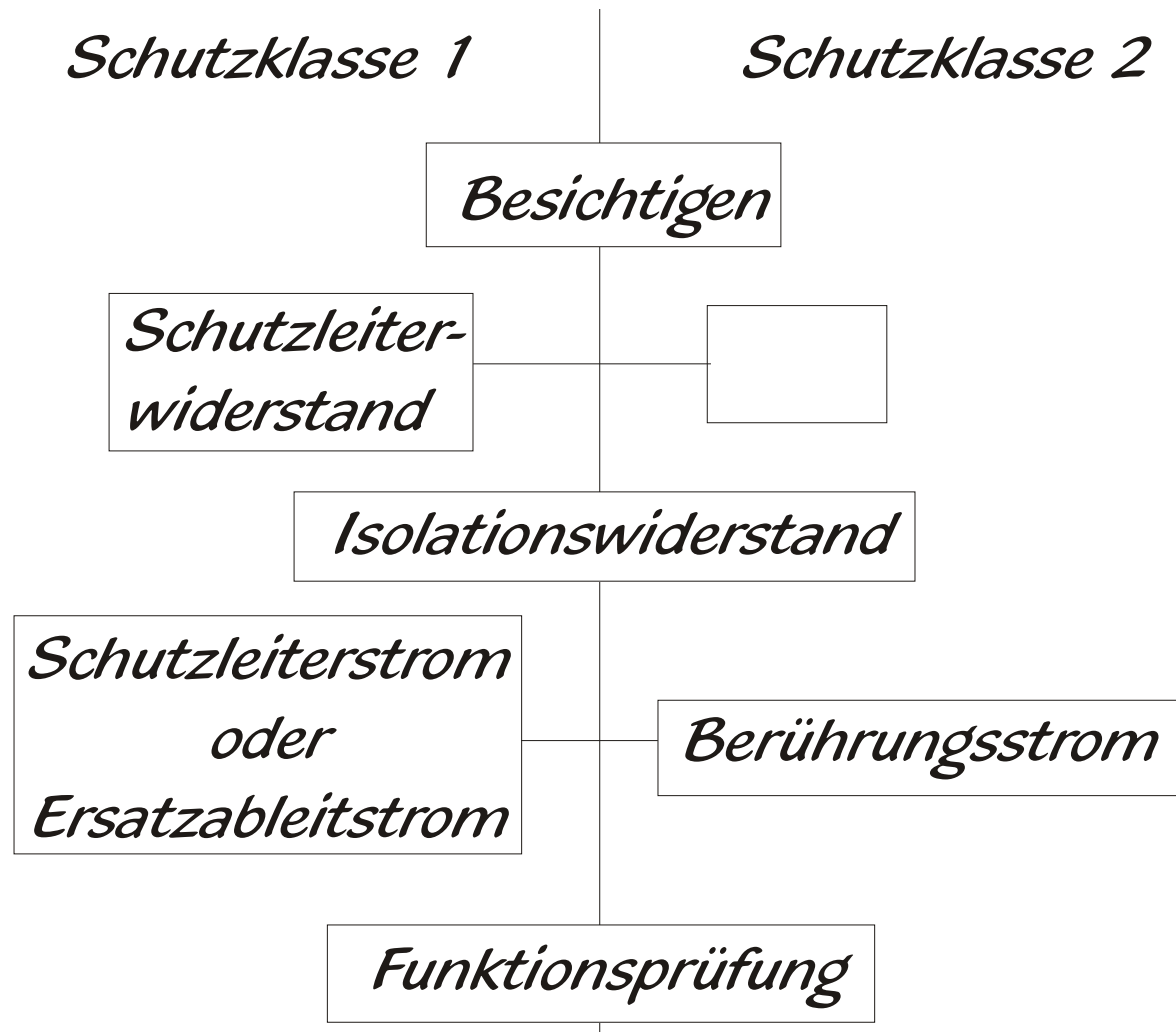 Schutzklasse 1
Schutzklasse 2
Besichtigen
Schutzleiter-
widerstand
Isolationswiderstand
Schutzleiterstrom
oder
Ersatzableitstrom
Berührungsstrom
Funktionsprüfung